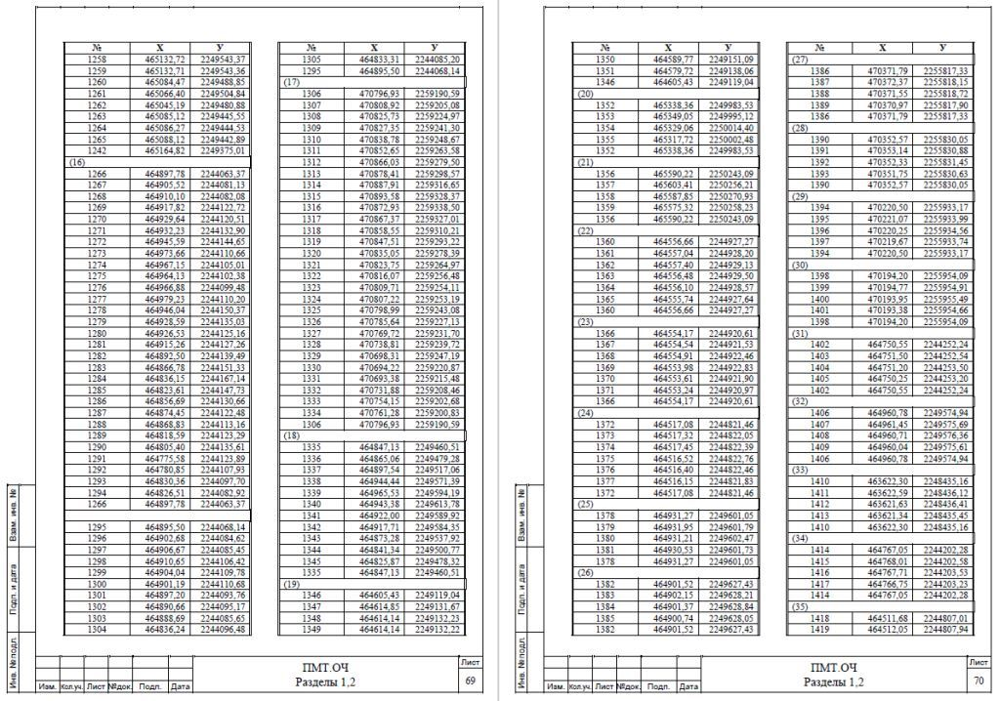 № X У
1258 465132,72 2249543,37
1259 465132,71 2249543,36
1260 465084,47 2249488,85
1261 465066,40 2249504,84
1262 465045,19 2249480,88
1263 465085,12 2249445,55
1264 465086,27 2249444,53
1265 465088,12 2249442,89
1242 465164,82 2249375,01
(16)
1266 464897,78 2244063,37
1267 464905,52 2244081,13
1268 464910,10 2244082,08
1269 464917,82 2244122,72
1270 464929,64 2244120,51
1271 464932,23 2244132,90
1272 464945,59 2244144,65
1273 464973,66 2244110,66
1274 464967,15 2244105,01
1275 464964,13 2244102,38
1276 464966,88 2244099,48
1277 464979,23 2244110,20
1278 464946,04 2244150,37
1279 464928,59 2244135,03
1280 464926,53 2244125,16
1281 464915,26 2244127,26
1282 464892,50 2244139,49
1283 464866,78 2244151,33
1284 464836,15 2244167,14
1285 464823,61 2244147,73
1286 464856,69 2244130,66
1287 464874,45 2244122,48
1288 464868,83 2244113,16
1289 464818,59 2244123,29
1290 464805,40 2244135,61
1291 464775,58 2244123,89
1292 464780,85 2244107,93
1293 464830,36 2244097,70
1294 464826,51 2244082,92
1266 464897,78 2244063,37
1295 464895,50 2244068,14
1296 464902,68 2244084,62
1297 464906,67 2244085,45
1298 464910,65 2244106,42
1299 464904,04 2244109,78
1300 464901,19 2244110,68
1301 464897,20 2244093,76
1302 464890,66 2244095,17
1303 464888,69 2244085,65
1304 464836,24 2244096,48
№ X У
1305 464833,31 2244085,20
1295 464895,50 2244068,14
(17)
1306 470796,93 2259190,59
1307 470808,92 2259205,08
1308 470825,73 2259224,97
1309 470827,35 2259241,30
1310 470838,78 2259248,67
1311 470852,65 2259263,58
1312 470866,03 2259279,50
1313 470878,41 2259298,57
1314 470887,91 2259316,65
1315 470893,58 2259328,37
1316 470872,93 2259338,50
1317 470867,37 2259327,01
1318 470858,55 2259310,21
1319 470847,51 2259293,22
1320 470835,05 2259278,39
1321 470823,75 2259264,97
1322 470816,07 2259256,48
1323 470809,71 2259254,11
1324 470807,22 2259253,19
1325 470798,99 2259243,08
1326 470785,64 2259227,13
1327 470769,72 2259231,70
1328 470738,81 2259239,72
1329 470698,31 2259247,19
1330 470694,22 2259220,87
1331 470693,38 2259215,48
1332 470731,88 2259208,46
1333 470754,15 2259202,68
1334 470761,28 2259200,83
1306 470796,93 2259190,59
(18)
1335 464847,13 2249460,51
1336 464865,06 2249479,28
1337 464897,54 2249517,06
1338 464944,44 2249571,39
1339 464965,53 2249594,19
1340 464943,38 2249613,78
1341 464922,00 2249589,92
1342 464917,71 2249584,35
1343 464873,28 2249537,92
1344 464841,34 2249500,77
1345 464825,87 2249478,32
1335 464847,13 2249460,51
(19)
1346 464605,43 2249119,04
1347 464614,85 2249131,67
1348 464614,14 2249132,23
1349 464614,14 2249132,22
Взам. инв. №
Подп. и дата
Инв. № подл.
Изм. Кол.уч. Лист №док. Подп. Дата
ПМТ.ОЧ
Разделы 1,2
Лист
69
№ X У
1350 464589,77 2249151,09
1351 464579,72 2249138,06
1346 464605,43 2249119,04
(20)
1352 465338,36 2249983,53
1353 465349,05 2249995,12
1354 465329,06 2250014,40
1355 465317,72 2250002,48
1352 465338,36 2249983,53
(21)
1356 465590,22 2250243,09
1357 465603,41 2250256,21
1358 465587,85 2250270,93
1359 465575,32 2250258,23
1356 465590,22 2250243,09
(22)
1360 464556,66 2244927,27
1361 464557,04 2244928,20
1362 464557,40 2244929,13
1363 464556,48 2244929,50
1364 464556,10 2244928,57
1365 464555,74 2244927,64
1360 464556,66 2244927,27
(23)
1366 464554,17 2244920,61
1367 464554,54 2244921,53
1368 464554,91 2244922,46
1369 464553,98 2244922,83
1370 464553,61 2244921,90
1371 464553,24 2244920,97
1366 464554,17 2244920,61
(24)
1372 464517,08 2244821,46
1373 464517,32 2244822,05
1374 464517,45 2244822,39
1375 464516,52 2244822,76
1376 464516,40 2244822,46
1377 464516,15 2244821,83
1372 464517,08 2244821,46
(25)
1378 464931,27 2249601,05
1379 464931,95 2249601,79
1380 464931,21 2249602,47
1381 464930,53 2249601,73
1378 464931,27 2249601,05
(26)
1382 464901,52 2249627,43
1383 464902,15 2249628,21
1384 464901,37 2249628,84
1385 464900,74 2249628,05
1382 464901,52 2249627,43
№ X У
(27)
1386 470371,79 2255817,33
1387 470372,37 2255818,15
1388 470371,55 2255818,72
1389 470370,97 2255817,90
1386 470371,79 2255817,33
(28)
1390 470352,57 2255830,05
1391 470353,14 2255830,88
1392 470352,33 2255831,45
1393 470351,75 2255830,63
1390 470352,57 2255830,05
(29)
1394 470220,50 2255933,17
1395 470221,07 2255933,99
1396 470220,25 2255934,56
1397 470219,67 2255933,74
1394 470220,50 2255933,17
(30)
1398 470194,20 2255954,09
1399 470194,77 2255954,91
1400 470193,95 2255955,49
1401 470193,38 2255954,66
1398 470194,20 2255954,09
(31)
1402 464750,55 2244252,24
1403 464751,50 2244252,54
1404 464751,20 2244253,50
1405 464750,25 2244253,20
1402 464750,55 2244252,24
(32)
1406 464960,78 2249574,94
1407 464961,45 2249575,69
1408 464960,71 2249576,36
1409 464960,04 2249575,61
1406 464960,78 2249574,94
(33)
1410 463622,30 2248435,16
1411 463622,59 2248436,12
1412 463621,63 2248436,41
1413 463621,34 2248435,45
1410 463622,30 2248435,16
(34)
1414 464767,05 2244202,28
1415 464768,01 2244202,58
1416 464767,71 2244203,53
1417 464766,75 2244203,23
1414 464767,05 2244202,28
(35)
1418 464511,68 2244807,01
1419 464512,05 2244807,94
Взам. инв. №
Подп. и дата
Инв. № подл.
Изм. Кол.уч. Лист №док. Подп. Дата
ПМТ.ОЧ
Разделы 1,2
Лист
70